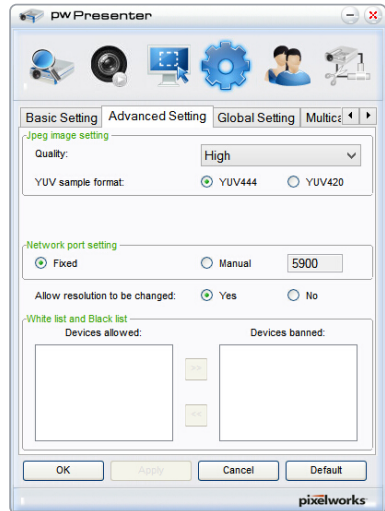 pwPresenter
Basic Setting Advanced Setting Global Setting Multica
Jpeg image setting
Quality: High
YUV sample format: YUV444 YUV420
Network port setting
Fixed Manual 5900
Allow resolution to be changed: Yes No
White list and Black list
Devices allowed: Devices banned:
>>
<<
OK Apply Cancel Default
pixelworks